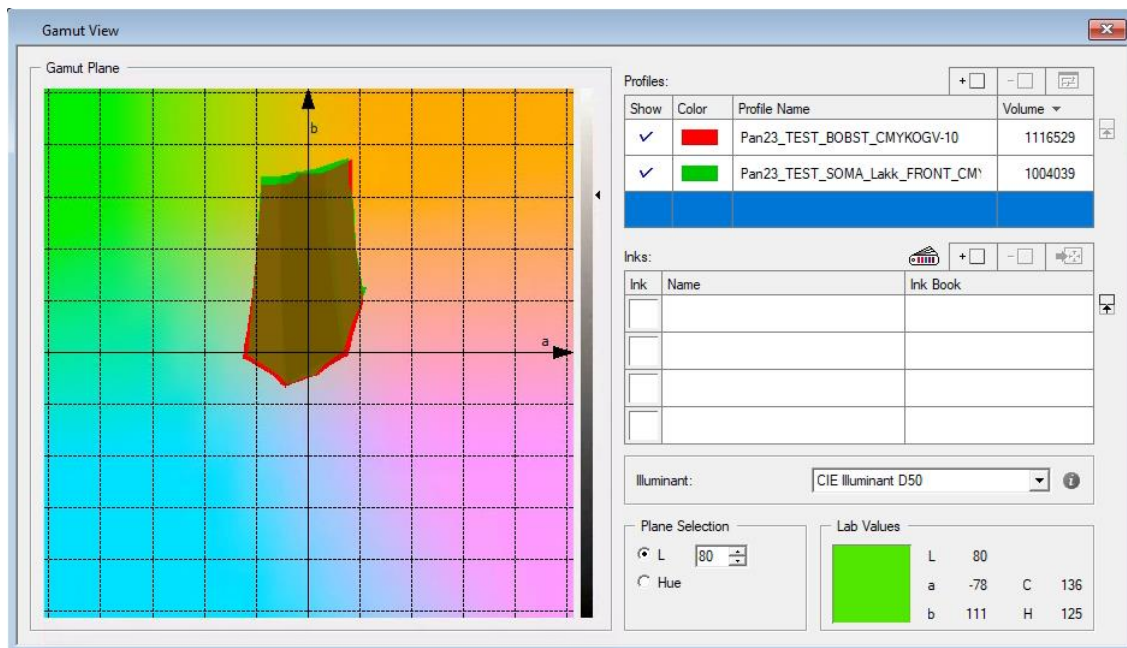 Gamut View
Gamut Plane
b
a
Profiles:
Show Color Profile Name Volume
Pan23_TEST_BOBST_CMYKOGV-10 1116529
Pan23_TEST_SOMA_Lakk_FRONT_CMY 1004039
Inks:
Ink Name Ink Book
Illuminant: CIE Illuminant D50
Plane Selection
L 80
Hue
Lab Values
L 80
a -78 C 136
b 111 H 125